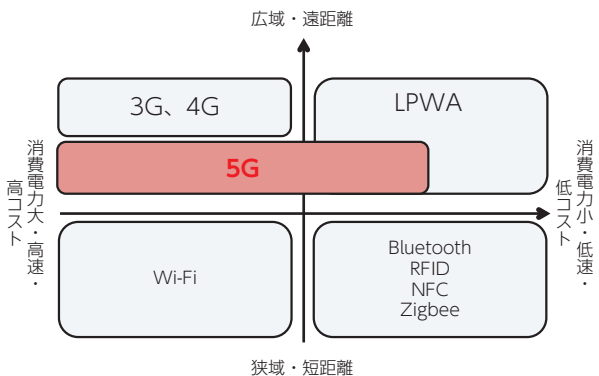 広域・遠距離
3G、4G
LPWA
5G
消費電力大・高速・
高コスト
消費電力小・低速・
低コスト
Wi-Fi
Bluetooth
RFID
NFC
Zigbee
狭域・短距離